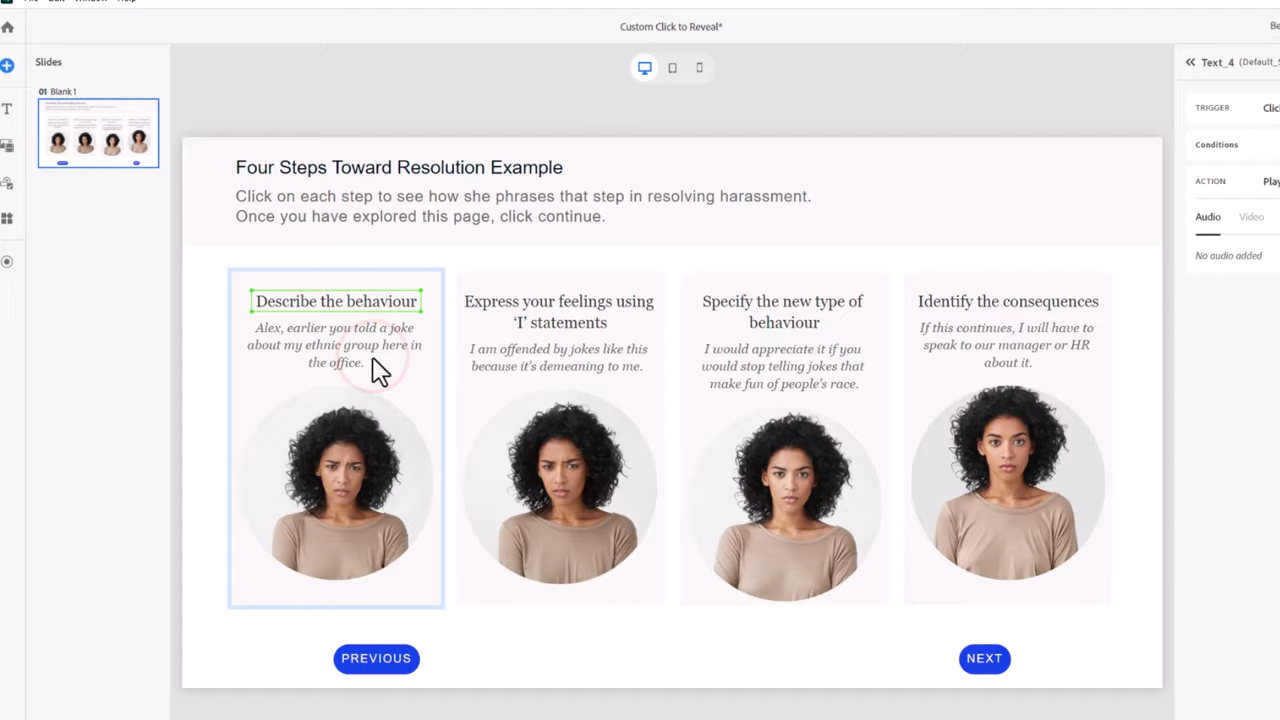 Custom Click to Reveal*
Slides
Text_4
01 Blank 1
TRIGGER
Conditions
ACTION
Audio Video
No audio added
Four Steps Toward Resolution Example
Click on each step to see how she phrases that step in resolving harassment.
Once you have explored this page, click continue.
Describe the behaviour
Alex, earlier you told a joke
about my ethnic group here in
the office.
Express your feelings using
‘I’ statements
I am offended by jokes like this
because it’s demeaning to me.
Specify the new type of
behaviour
I would appreciate it if you
would stop telling jokes that
make fun of people’s race.
Identify the consequences
If this continues, I will have to
speak to our manager or HR
about it.
PREVIOUS
NEXT